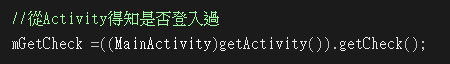 //從Activity得知是否登入過
mGetCheck =((MainActivity)getActivity()).getCheck();